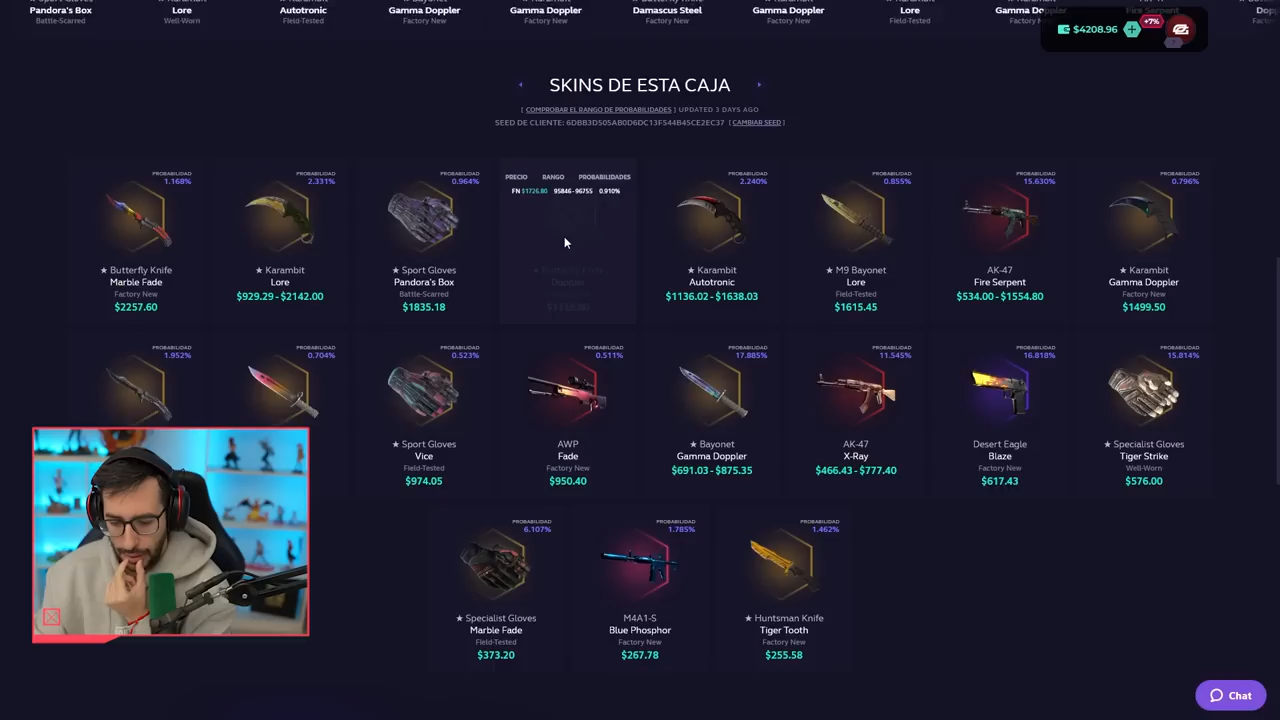 Pandora's Box
Battle-Scarred
Lore
Well-Worn
Autotronic
Field-Tested
Gamma Doppler
Factory New
Gamma Doppler
Factory New
Damascus Steel
Factory New
Gamma Doppler
Factory New
Lore
Field-Tested
Gamma Doppler
Factory New
$4208.96
+7%
SKINS DE ESTA CAJA
[ COMPROBAR EL RANGO DE PROBABILIDADES ] UPDATED 3 DAYS AGO
SEED DE CLIENTE: 6DBB3D505AB0D6DC13F544B45CE2EC37 [ CAMBIAR SEED ]
PROBABILIDAD
1.168%
★ Butterfly Knife
Marble Fade
Factory New
$2257.60
PROBABILIDAD
2.331%
★ Karambit
Lore
$929.29 - $2142.00
PROBABILIDAD
0.964%
★ Sport Gloves
Pandora's Box
Battle-Scarred
$1835.18
PRECIO RANGO PROBABILIDADES
FN $1726.80 95846 - 96755 0.910%
PROBABILIDAD
2.240%
★ Karambit
Autotronic
$1136.02 - $1638.03
PROBABILIDAD
0.855%
★ M9 Bayonet
Lore
Field-Tested
$1615.45
PROBABILIDAD
15.630%
AK-47
Fire Serpent
$534.00 - $1554.80
PROBABILIDAD
0.796%
★ Karambit
Gamma Doppler
Factory New
$1499.50
PROBABILIDAD
1.952%
PROBABILIDAD
0.704%
PROBABILIDAD
0.523%
★ Sport Gloves
Vice
Field-Tested
$974.05
PROBABILIDAD
0.511%
AWP
Fade
Factory New
$950.40
PROBABILIDAD
17.885%
★ Bayonet
Gamma Doppler
$691.03 - $875.35
PROBABILIDAD
11.545%
AK-47
X-Ray
$466.43 - $777.40
PROBABILIDAD
16.818%
Desert Eagle
Blaze
Factory New
$617.43
PROBABILIDAD
15.814%
★ Specialist Gloves
Tiger Strike
Well-Worn
$576.00
PROBABILIDAD
6.107%
★ Specialist Gloves
Marble Fade
Field-Tested
$373.20
PROBABILIDAD
1.785%
M4A1-S
Blue Phosphor
Factory New
$267.78
PROBABILIDAD
1.462%
★ Huntsman Knife
Tiger Tooth
Factory New
$255.58
Chat